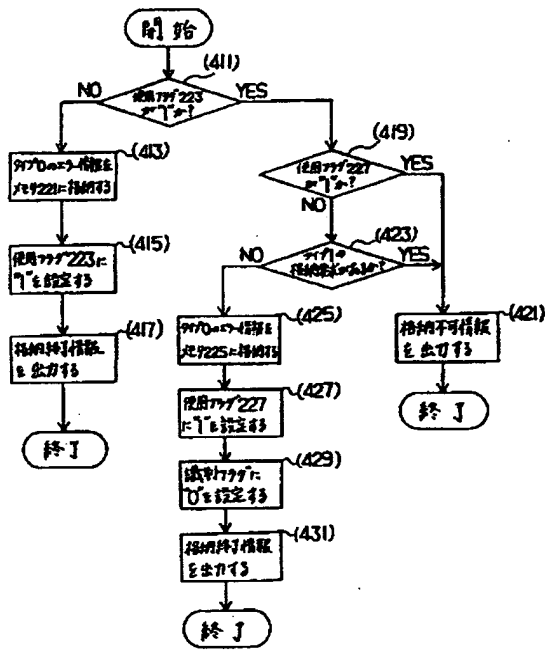 開始
(411)
NO
使用フラグ223
が"1"か?
YES
(413)
タイプ0のエラー情報を
メモリ221に格納する
(415)
使用フラグ223に
"1"を設定する
(417)
格納終了情報
を出力する
終了
(419)
使用フラグ227
が"1"か?
YES
NO
(423)
NO
タイプ1の
格納要求があるか?
YES
(421)
格納不可情報
を出力する
終了
(425)
タイプ0のエラー情報を
メモリ225に格納する
(427)
使用フラグ227
に"1"を設定する
(429)
識別フラグに
"0"を設定する
(431)
格納終了情報
を出力する
終了